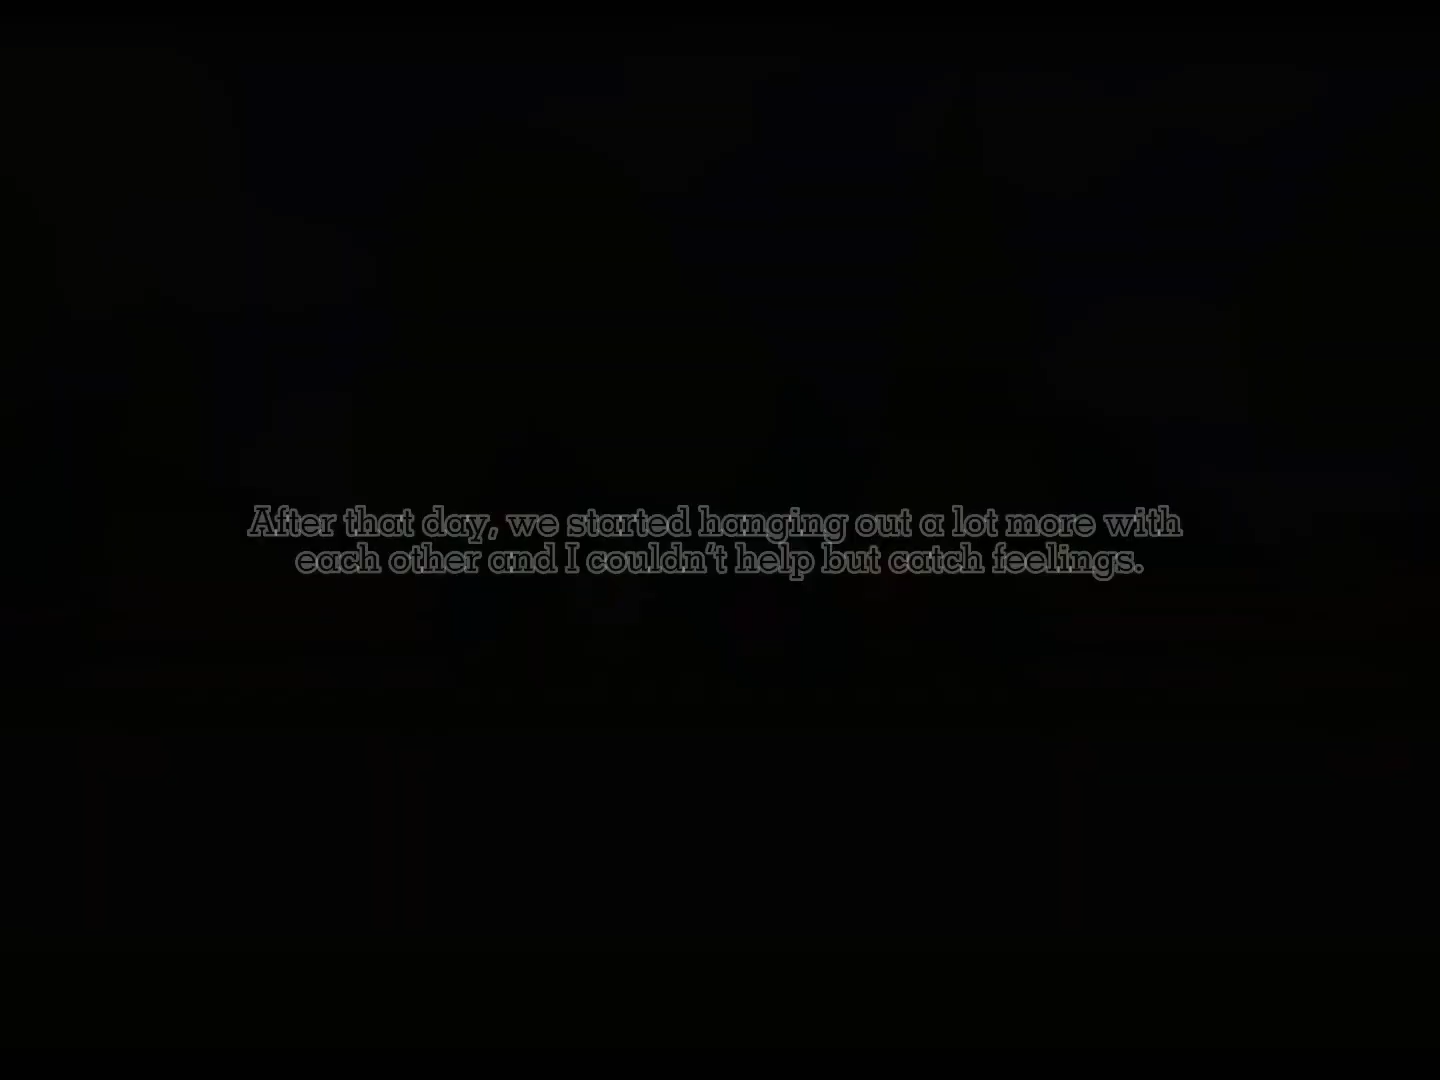 After that day, we started hanging out a lot more with
each other and I couldn't help but catch feelings.